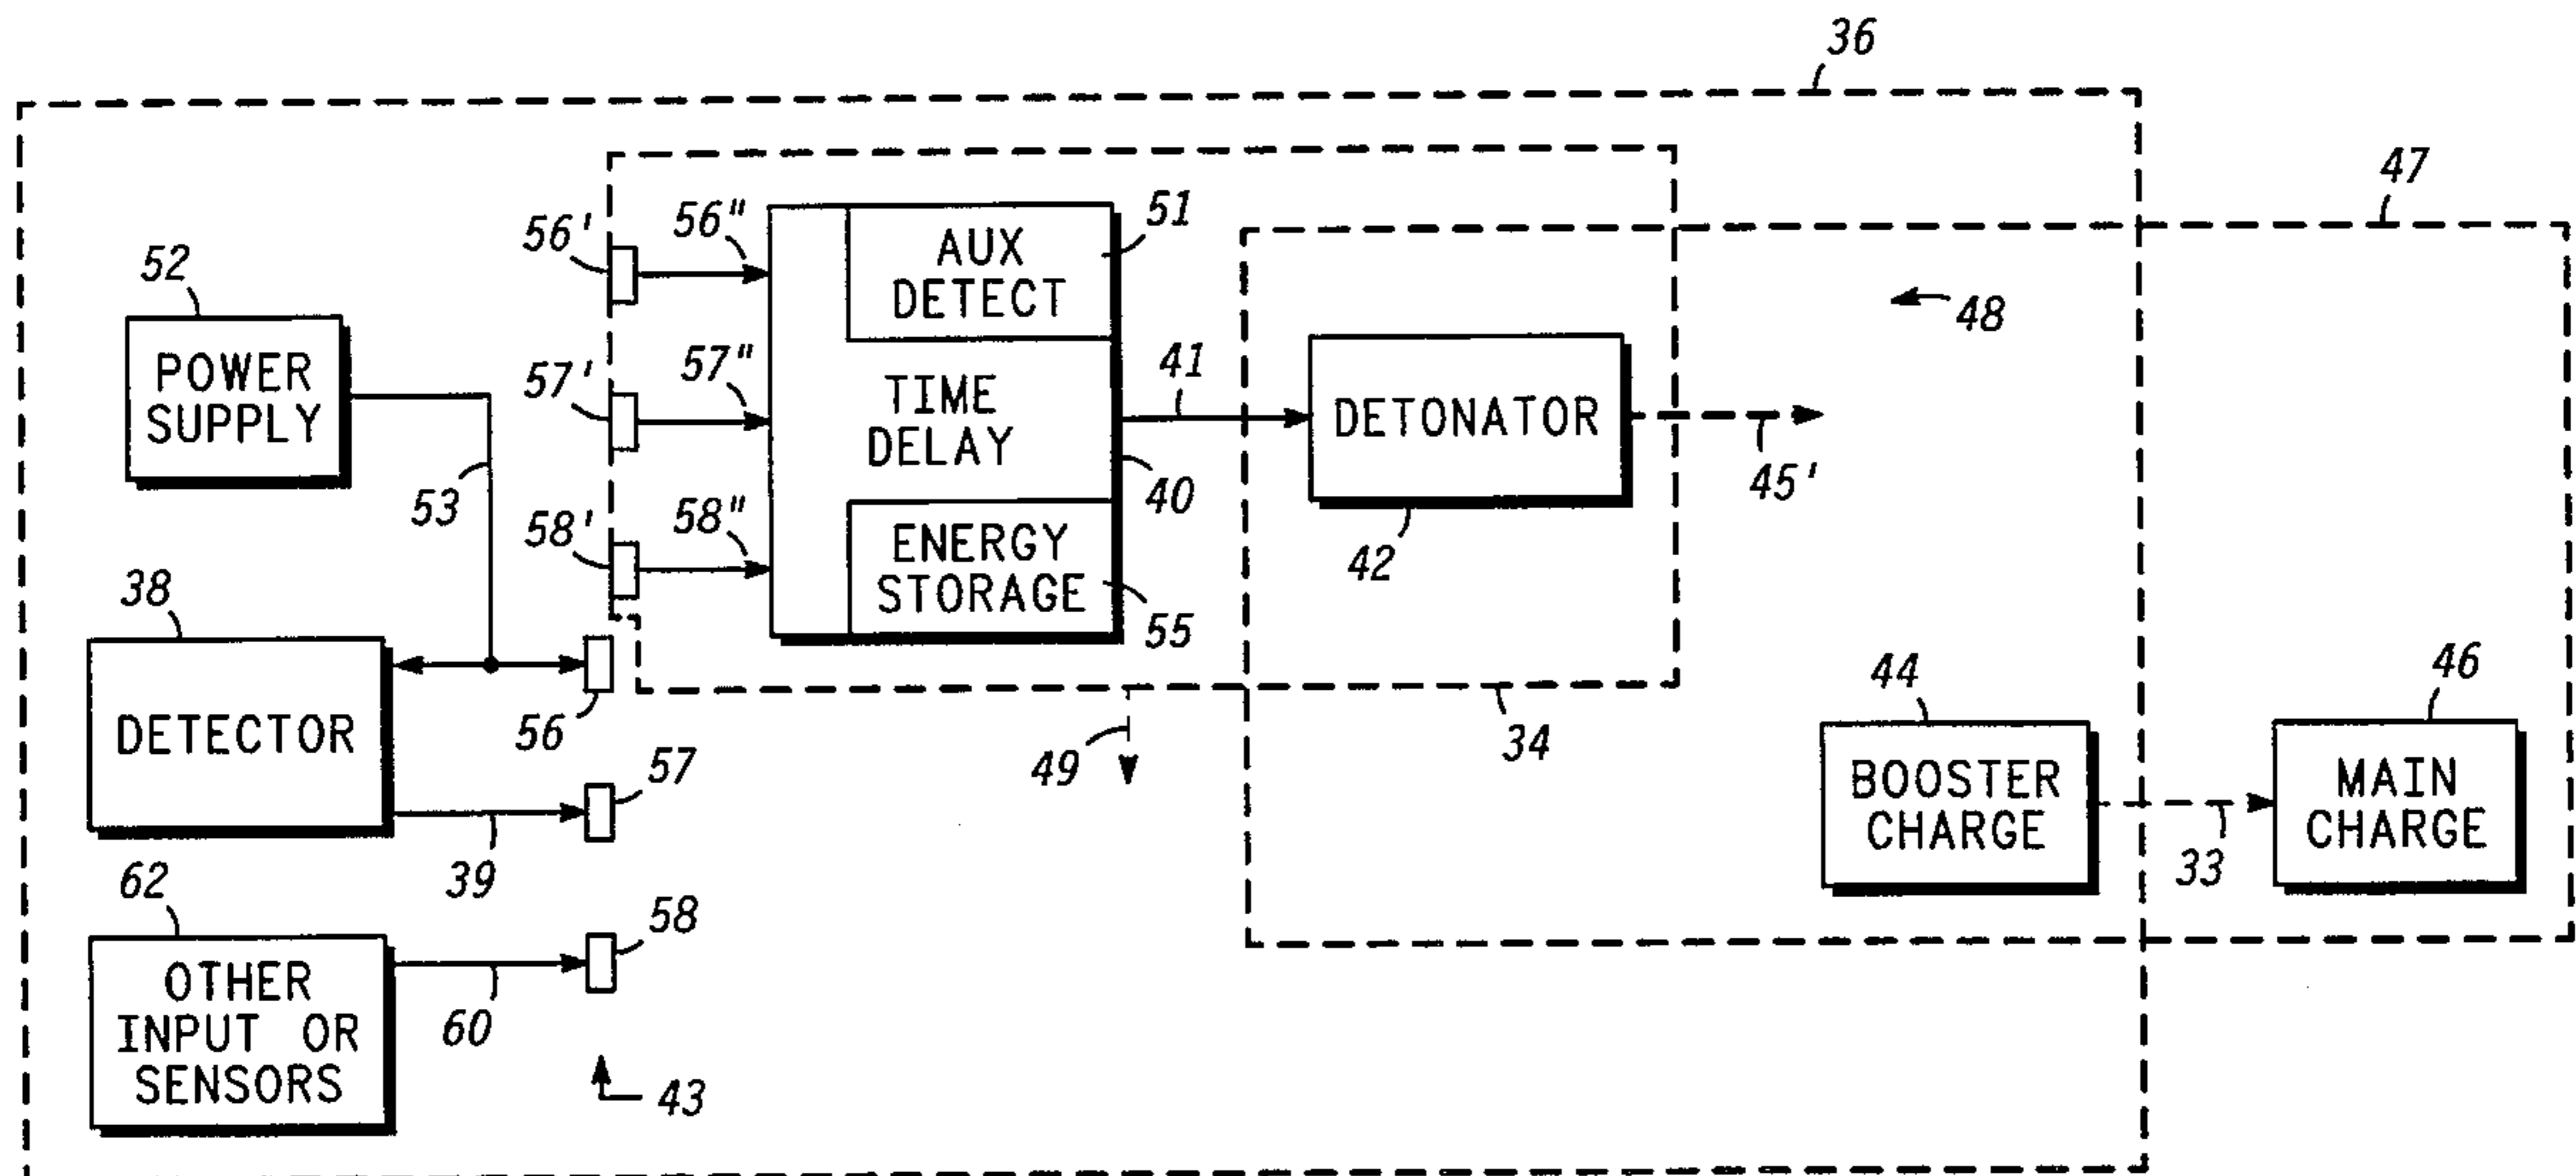 36
47
56'
56"
AUX
DETECT
51
52
POWER
SUPPLY
53
57'
57"
TIME
DELAY
40
41
DETONATOR
42
45'
48
58'
58"
ENERGY
STORAGE
55
38
DETECTOR
56
39
57
49
34
44
BOOSTER
CHARGE
33
46
MAIN
CHARGE
62
OTHER
INPUT OR
SENSORS
60
58
43